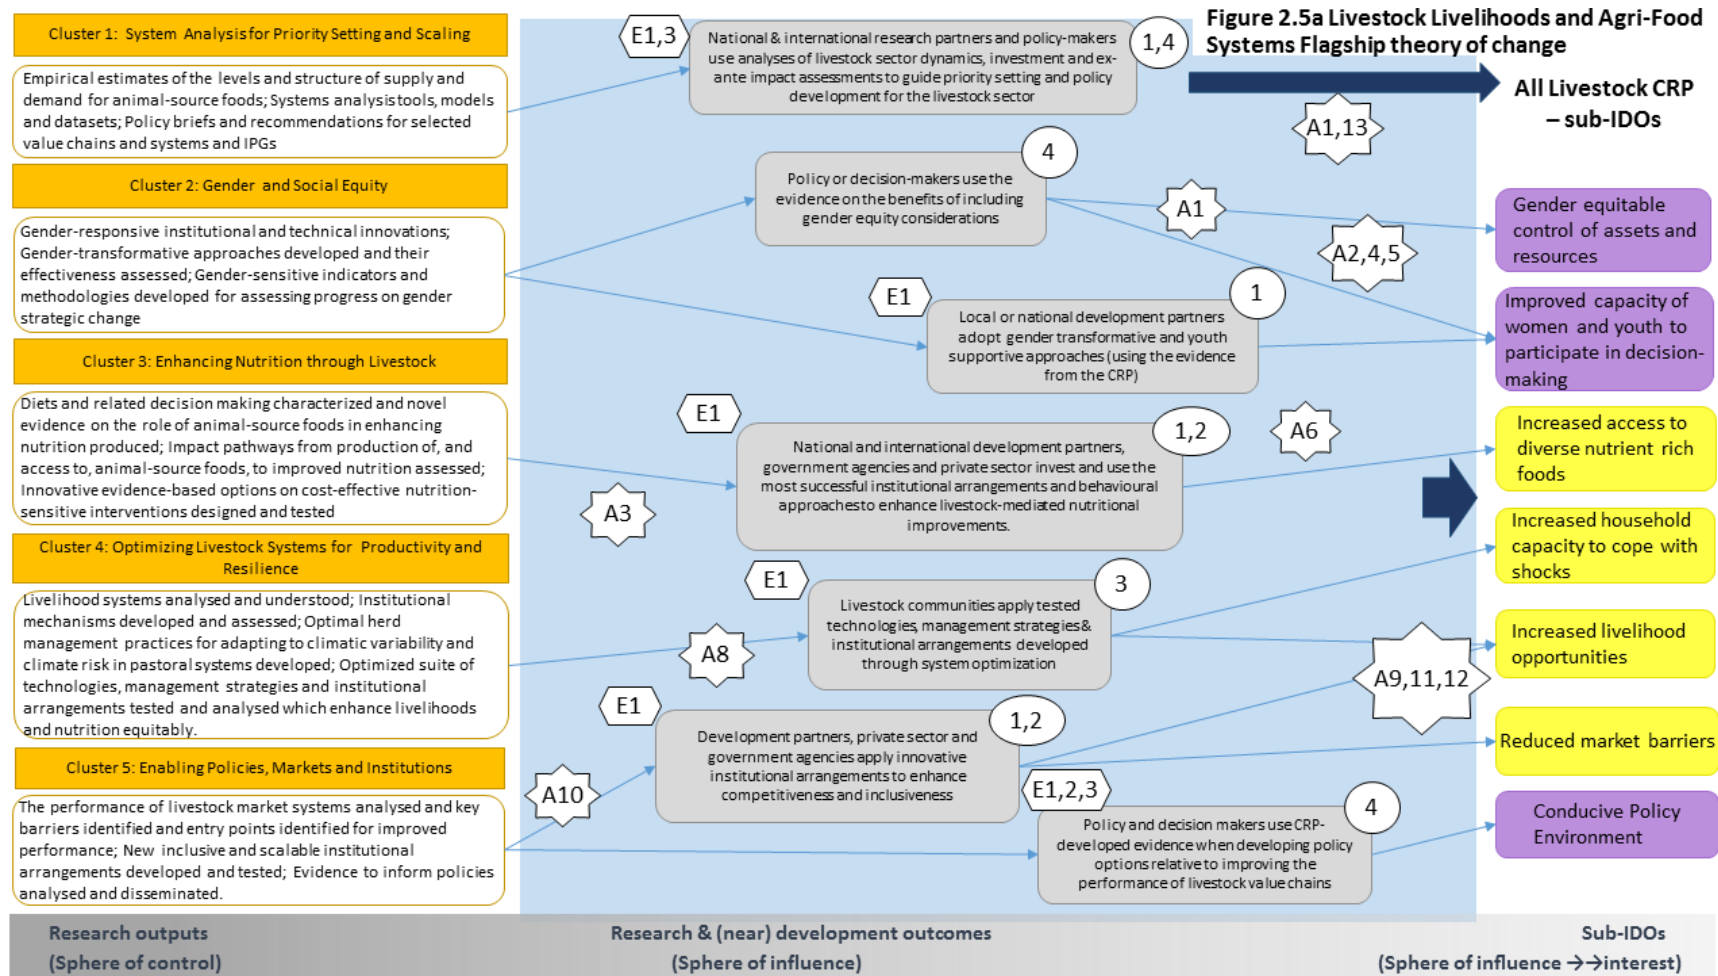 Figure 2.5a Livestock Livelihoods and Agri-Food
Systems Flagship theory of change
All Livestock CRP
– sub-IDOs
Cluster 1:  System Analysis for Priority Setting and Scaling
Empirical estimates of the levels and structure of supply and
demand for animal-source foods; Systems analysis tools, models
and datasets; Policy briefs and recommendations for selected
value chains and systems and IPGs
Cluster 2: Gender and Social Equity
Gender-responsive institutional and technical innovations;
Gender-transformative approaches developed and their
effectiveness assessed; Gender-sensitive indicators and
methodologies developed for assessing progress on gender
strategic change
Cluster 3: Enhancing Nutrition through Livestock
Diets and related decision making characterized and novel
evidence on the role of animal-source foods in enhancing
nutrition produced; Impact pathways from production of, and
access to, animal-source foods, to improved nutrition assessed;
Innovative evidence-based options on cost-effective nutrition-
sensitive interventions designed and tested
Cluster 4: Optimizing Livestock Systems for Productivity and
Resilience
Livelihood systems analysed and understood; Institutional
mechanisms developed and assessed; Optimal herd
management practices for adapting to climatic variability and
climate risk in pastoral systems developed; Optimized suite of
technologies, management strategies and institutional
arrangements tested and analysed which enhance livelihoods
and nutrition equitably.
Cluster 5: Enabling Policies, Markets and Institutions
The performance of livestock market systems analysed and key
barriers identified and entry points identified for improved
performance; New inclusive and scalable institutional
arrangements developed and tested; Evidence to inform policies
analysed and disseminated.
E1,3
National & international research partners and policy-makers
use analyses of livestock sector dynamics, investment and ex-
ante impact assessments to guide priority setting and policy
development for the livestock sector
1,4
A1,13
4
Policy or decision-makers use the
evidence on the benefits of including
gender equity considerations
A1
A2,4,5
E1
1
Local or national development partners
adopt gender transformative and youth
supportive approaches (using the evidence
from the CRP)
E1
1,2
A6
National and international development partners,
government agencies and private sector invest and use the
most successful institutional arrangements and behavioural
approaches to enhance livestock-mediated nutritional
improvements.
A3
E1
3
Livestock communities apply tested
technologies, management strategies &
institutional arrangements developed
through system optimization
A8
A9,11,12
E1
1,2
Development partners, private sector and
government agencies apply innovative
institutional arrangements to enhance
competitiveness and inclusiveness
A10
E1,2,3
4
Policy and decision makers use CRP-
developed evidence when developing policy
options relative to improving the
performance of livestock value chains
Gender equitable
control of assets and
resources
Improved capacity of
women and youth to
participate in decision-
making
Increased access to
diverse nutrient rich
foods
Increased household
capacity to cope with
shocks
Increased livelihood
opportunities
Reduced market barriers
Conducive Policy
Environment
Research outputs
(Sphere of control)
Research & (near) development outcomes
(Sphere of influence)
Sub-IDOs
(Sphere of influence →→interest)